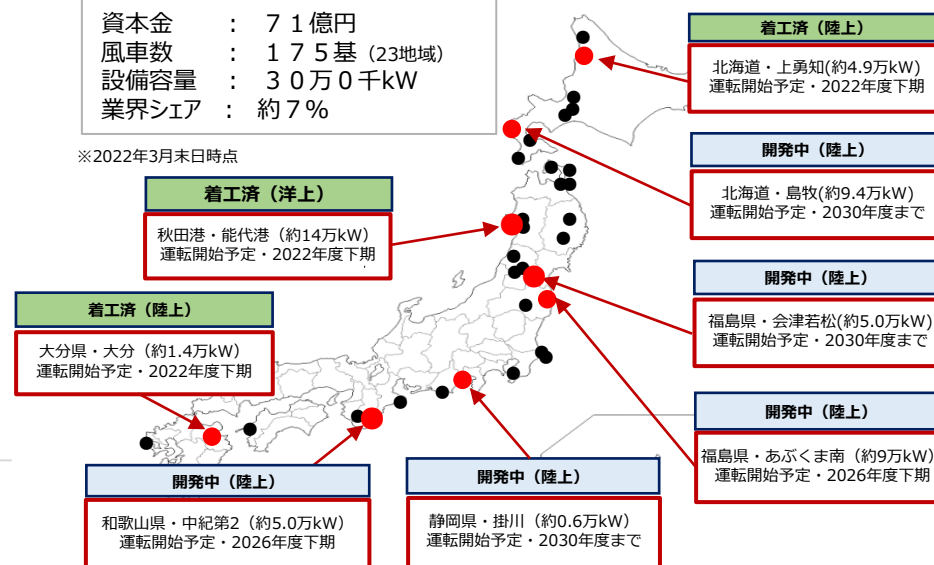 資本金　：　７１億円
風車数　：　１７５基（23地域）
設備容量　：　３０万０千kW
業界シェア　：　約７％
※2022年3月末日時点
着工済（陸上）
北海道・上勇知(約4.9万kW)
運転開始予定・2022年度下期
開発中（陸上）
北海道・島牧(約9.4万kW)
運転開始予定・2030年度まで
着工済（洋上）
秋田港・能代港（約14万kW）
運転開始予定・2022年度下期
開発中（陸上）
福島県・会津若松(約5.0万kW)
運転開始予定・2030年度まで
着工済（陸上）
大分県・大分（約1.4万kW）
運転開始予定・2022年度下期
開発中（陸上）
福島県・あぶくま南（約9万kW）
運転開始予定・2026年度下期
開発中（陸上）
和歌山県・中紀第2（約5.0万kW）
運転開始予定・2026年度下期
開発中（陸上）
静岡県・掛川（約0.6万kW）
運転開始予定・2030年度まで